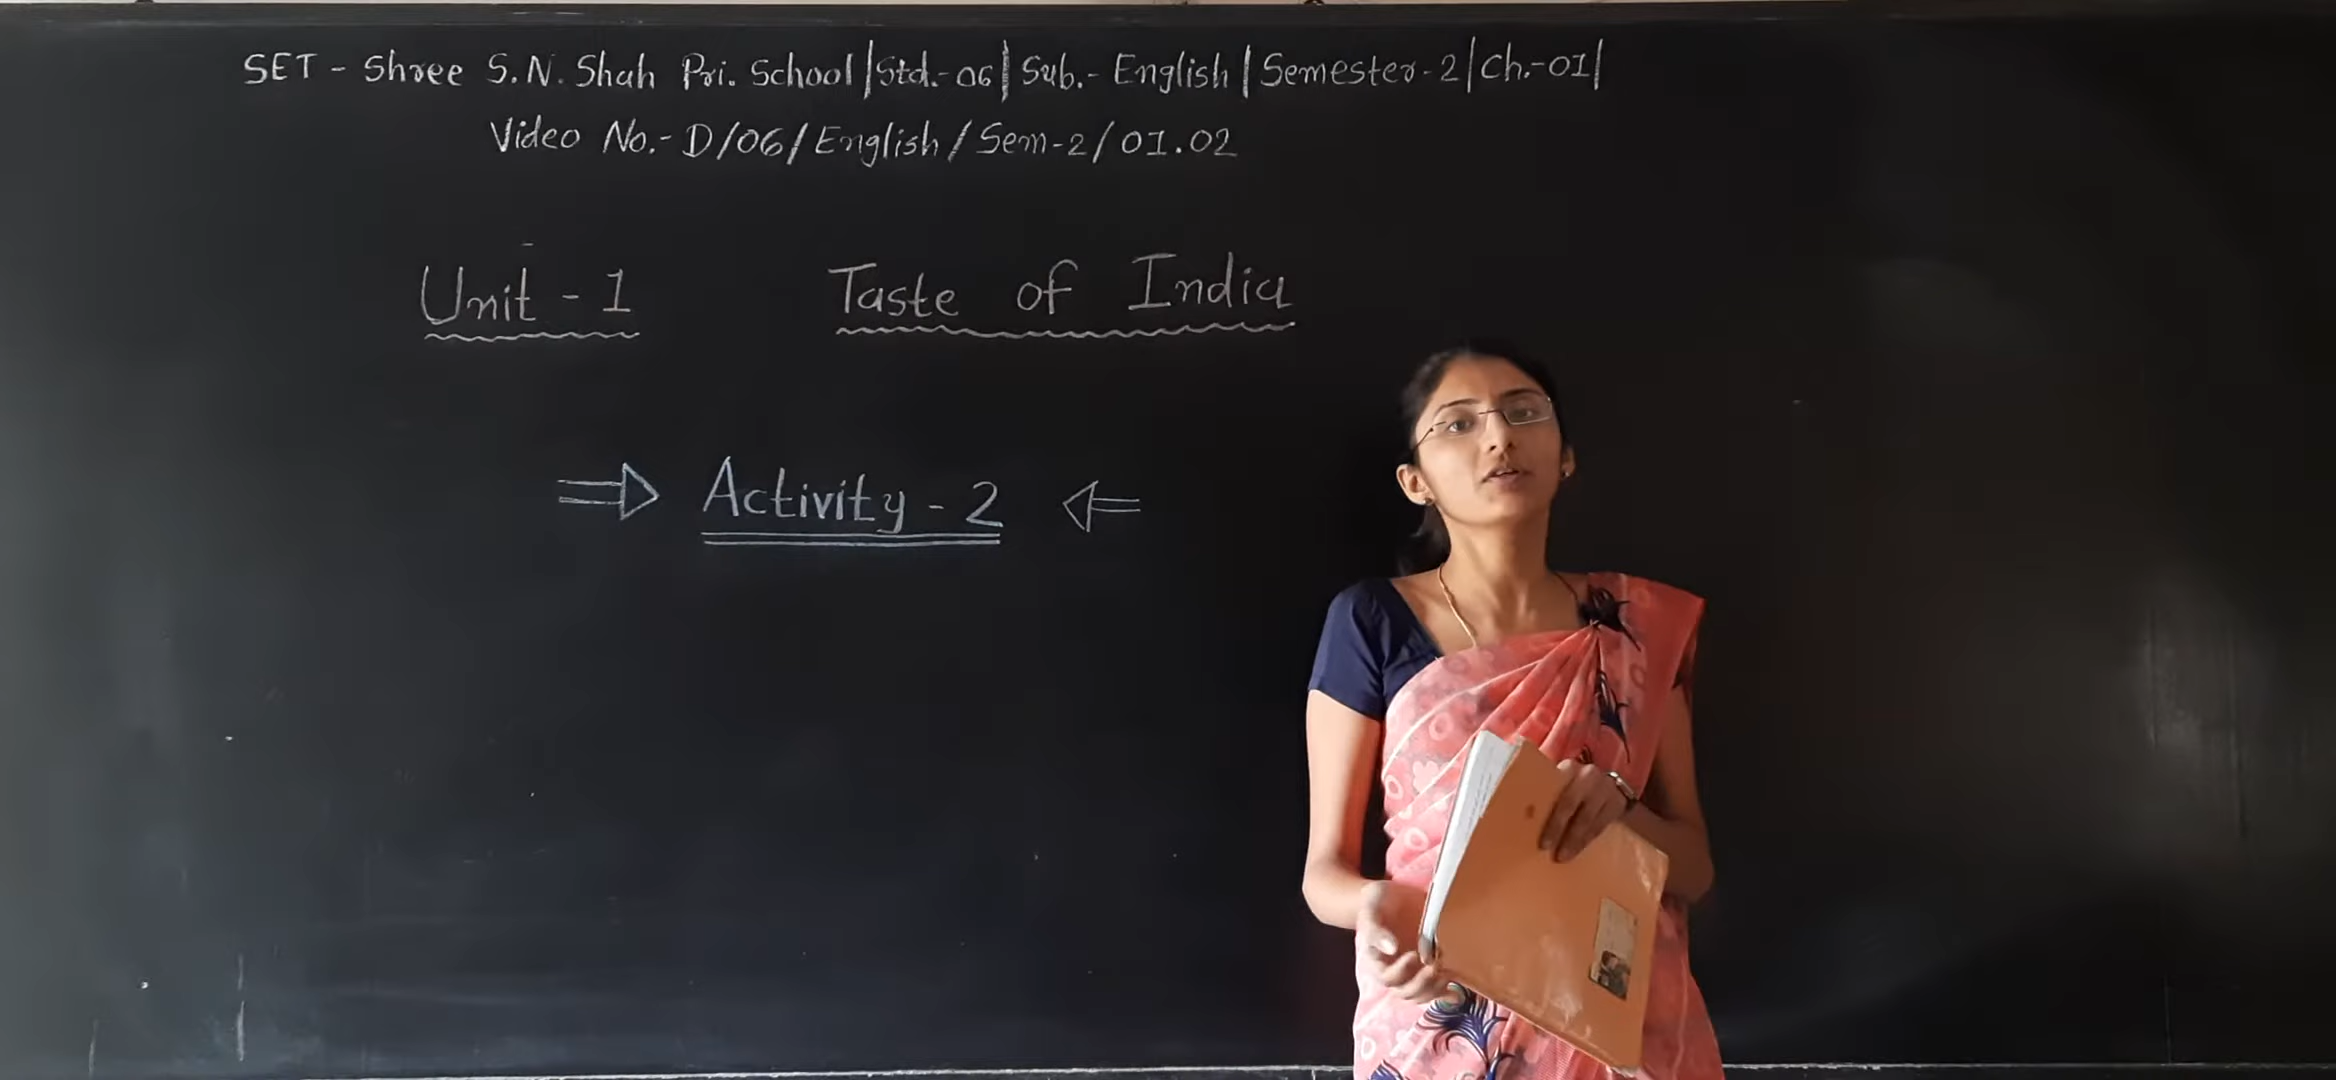 SET - Shree S.N. Shah Pri. School|Std.-06|Sub.- English|Semester-2|Ch.-01|
Video No.- D/06/English/Sem-2/01.02
Unit - 1 Taste of India
⇒ Activity - 2 ⇐